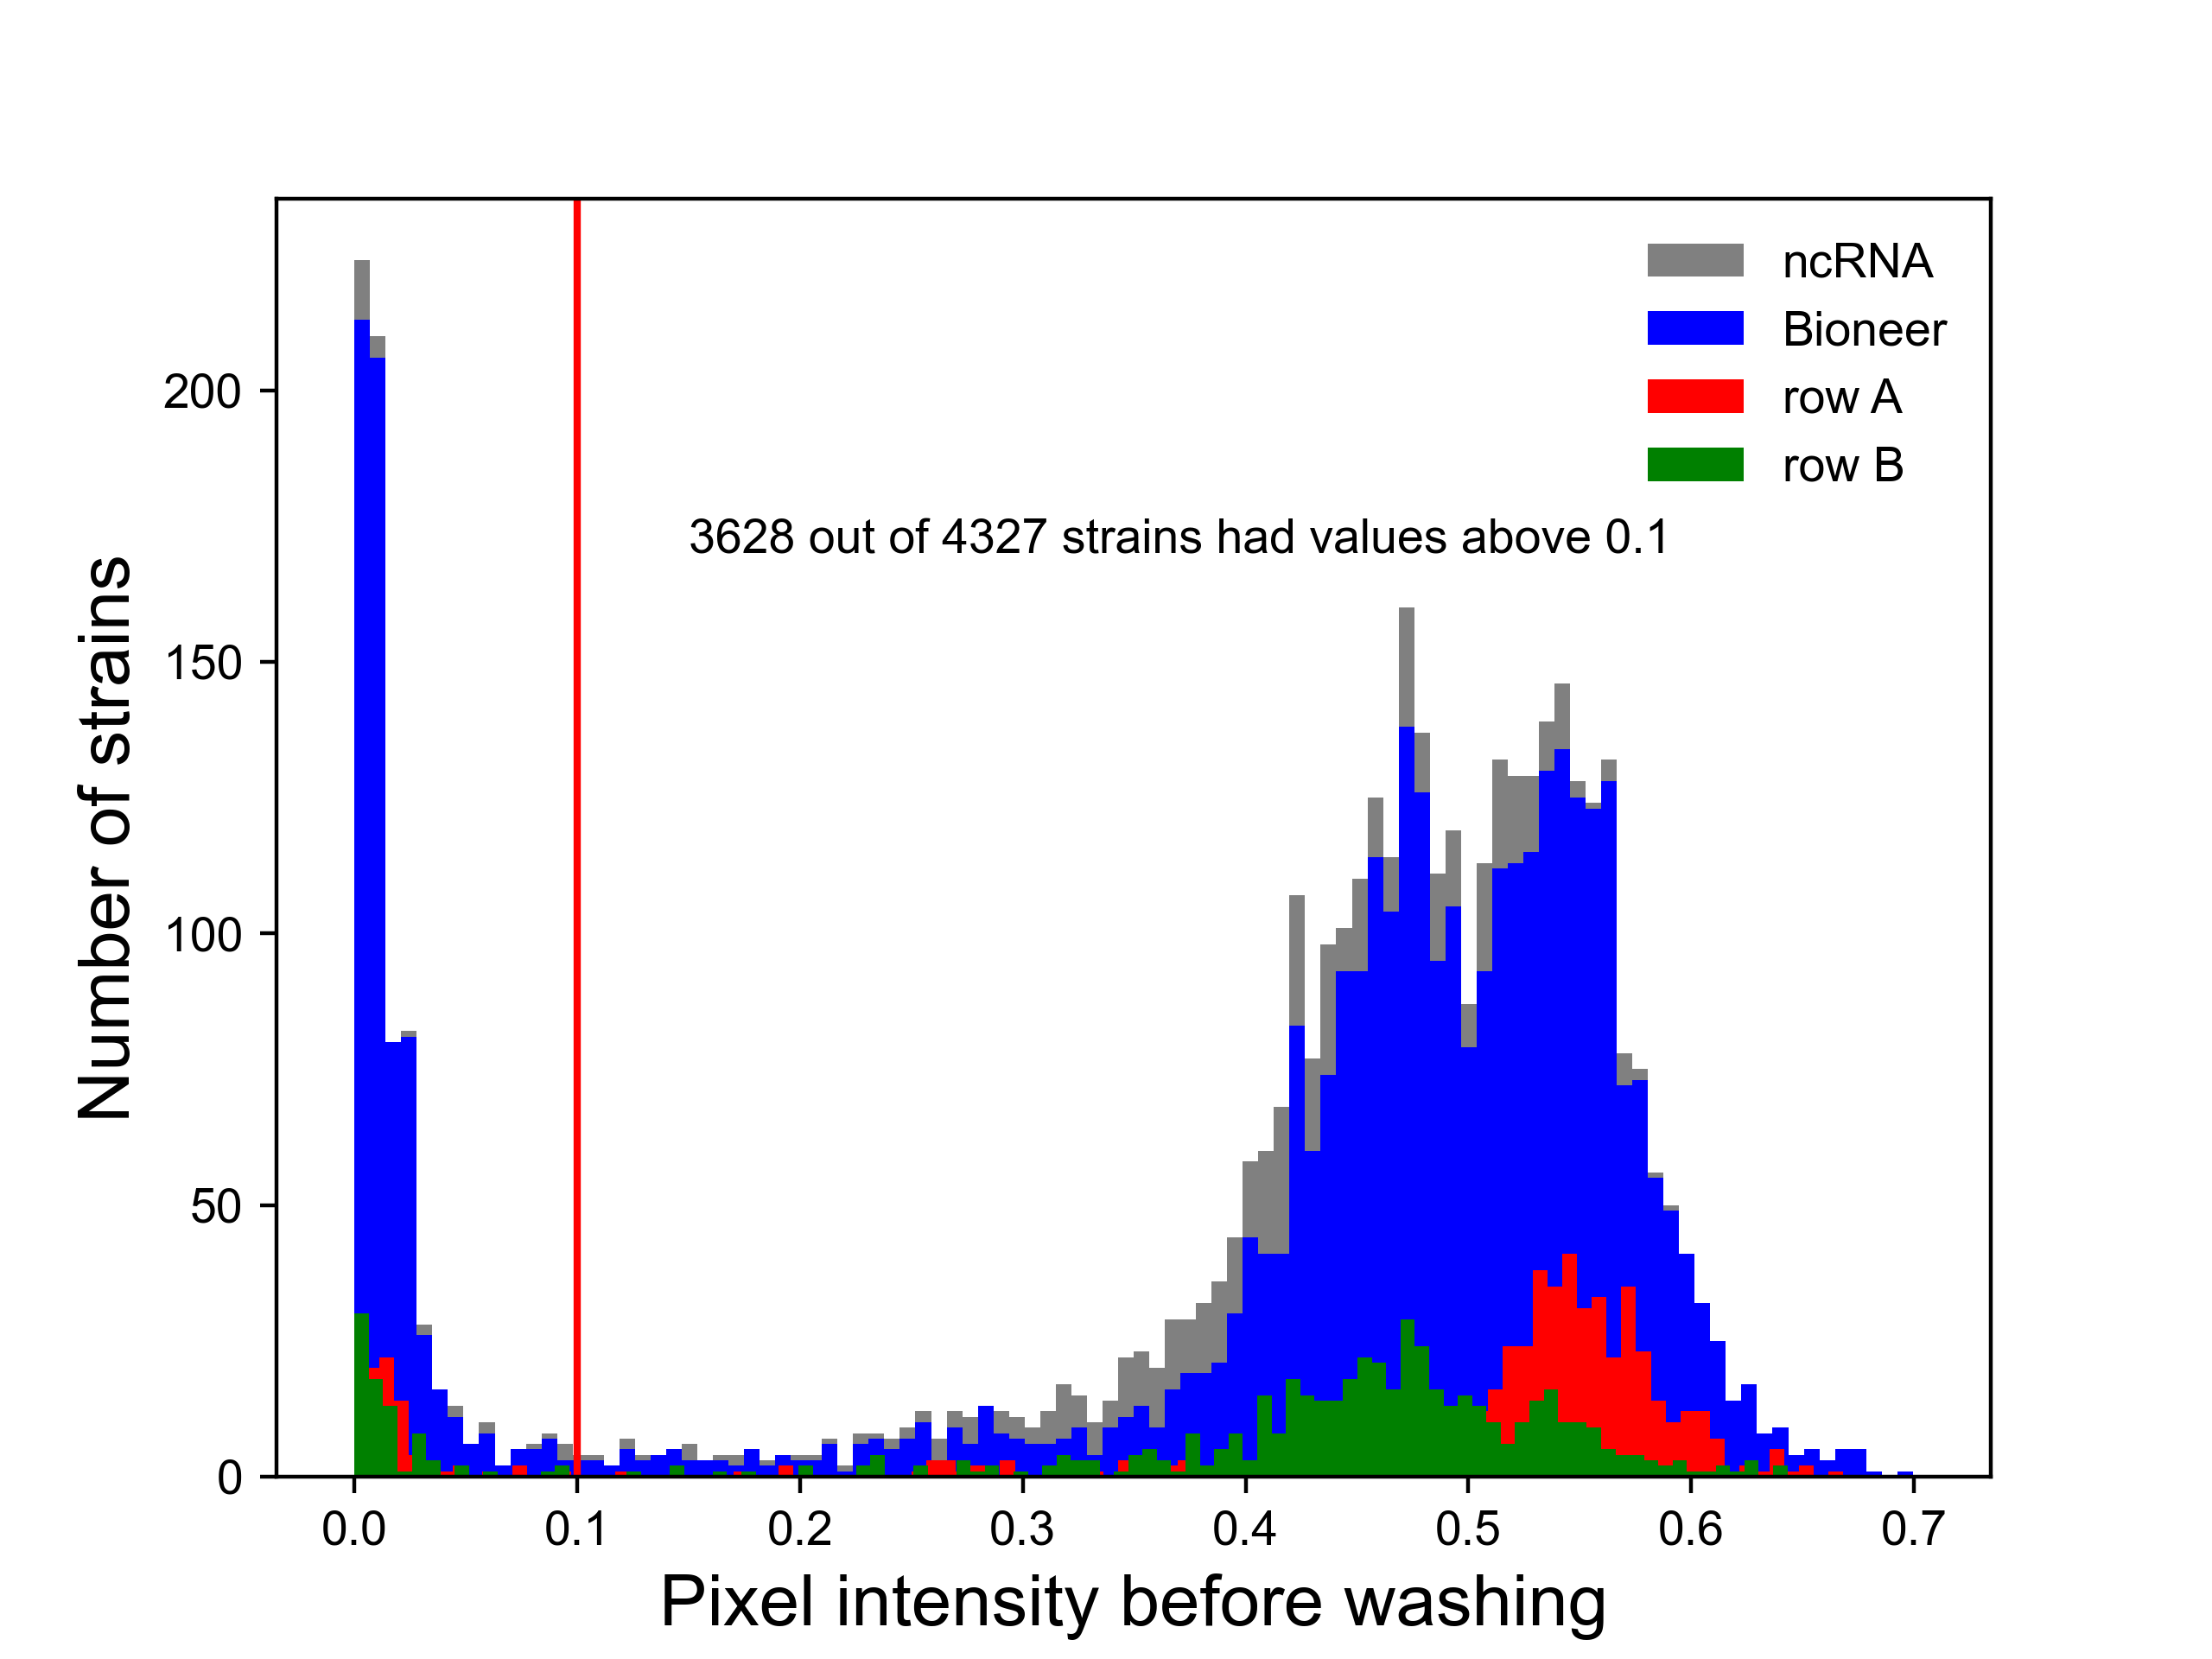 ncRNA
Bioneer
row A
row B
3628 out of 4327 strains had values above 0.1
Number of strains
200
150
100
50
0
0.0 0.1 0.2 0.3 0.4 0.5 0.6 0.7
Pixel intensity before washing